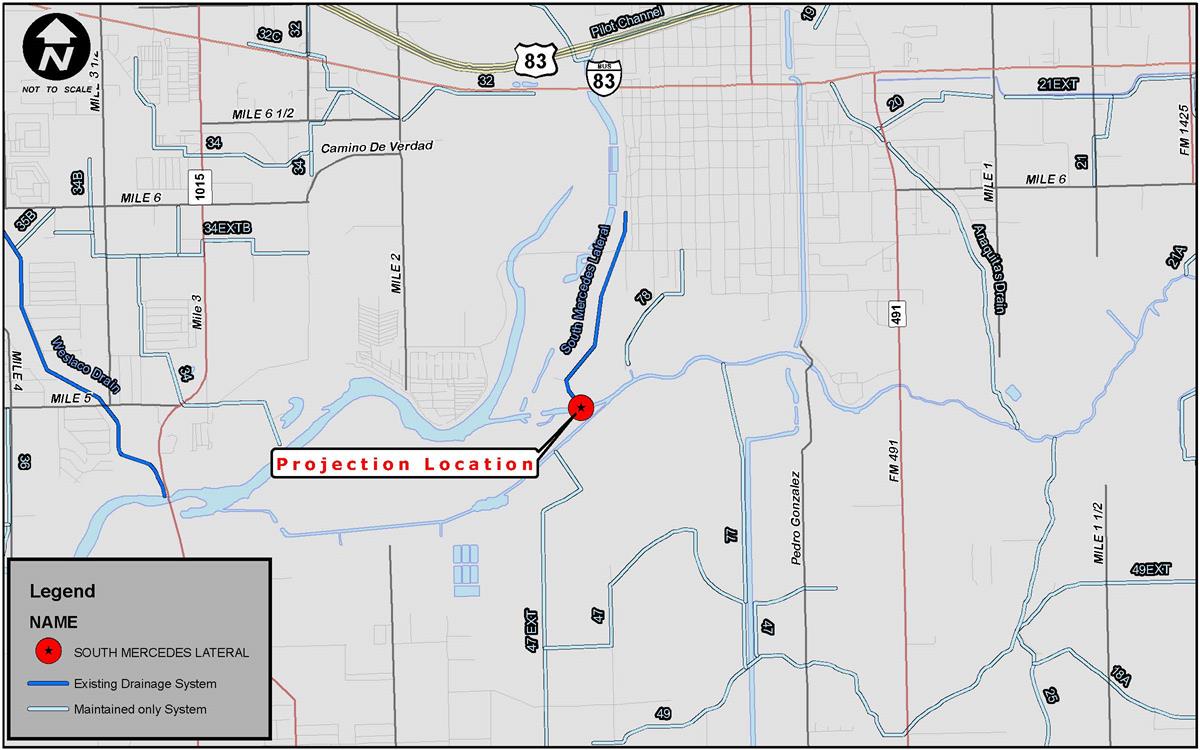 N
NOT TO SCALE
MILE 3 1/2
32C
32
Pilot Channel
19
83
BUS
83
32
21EXT
20
FM 1425
MILE 6 1/2
34
34
Camino De Verdad
21
34B
1015
MILE 6
MILE 1
MILE 6
35B
34EXTB
South Mercedes Lateral
Anaquitas Drain
21A
MILE 2
Mile 3
78
491
Weslaco Drain
MILE 4
34
MILE 5
36
Projection Location
FM 491
Pedro Gonzalez
MILE 1 1/2
77
49EXT
47 EXT
47
47
18A
25
49
Legend
NAME
SOUTH MERCEDES LATERAL
Existing Drainage System
Maintained only System